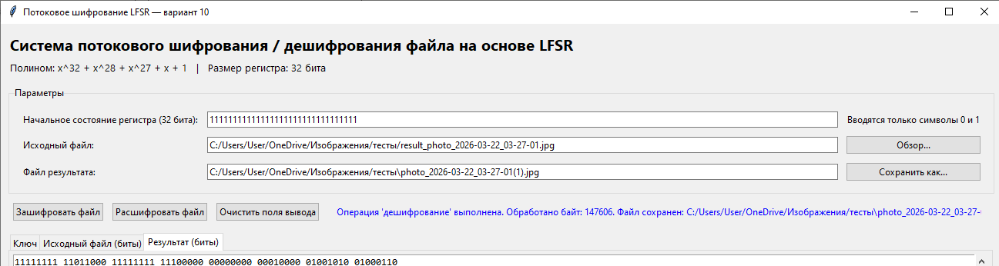 Потоковое шифрование LFSR — вариант 10
Система потокового шифрования / дешифрования файла на основе LFSR
Полином: x^32 + x^28 + x^27 + x + 1 | Размер регистра: 32 бита
Параметры
Начальное состояние регистра (32 бита): 11111111111111111111111111111111 Вводятся только символы 0 и 1
Исходный файл: C:/Users/User/OneDrive/Изображения/тесты/result_photo_2026-03-22_03-27-01.jpg Обзор...
Файл результата: C:/Users/User/OneDrive/Изображения/тесты\photo_2026-03-22_03-27-01(1).jpg Сохранить как...
Зашифровать файл Расшифровать файл Очистить поля вывода Операция 'дешифрование' выполнена. Обработано байт: 147606. Файл сохранен: C:/Users/User/OneDrive/Изображения/тесты\photo_2026-03-22_03-27-
Ключ Исходный файл (биты) Результат (биты)
11111111 11011000 11111111 11100000 00000000 00010000 01001010 01000110